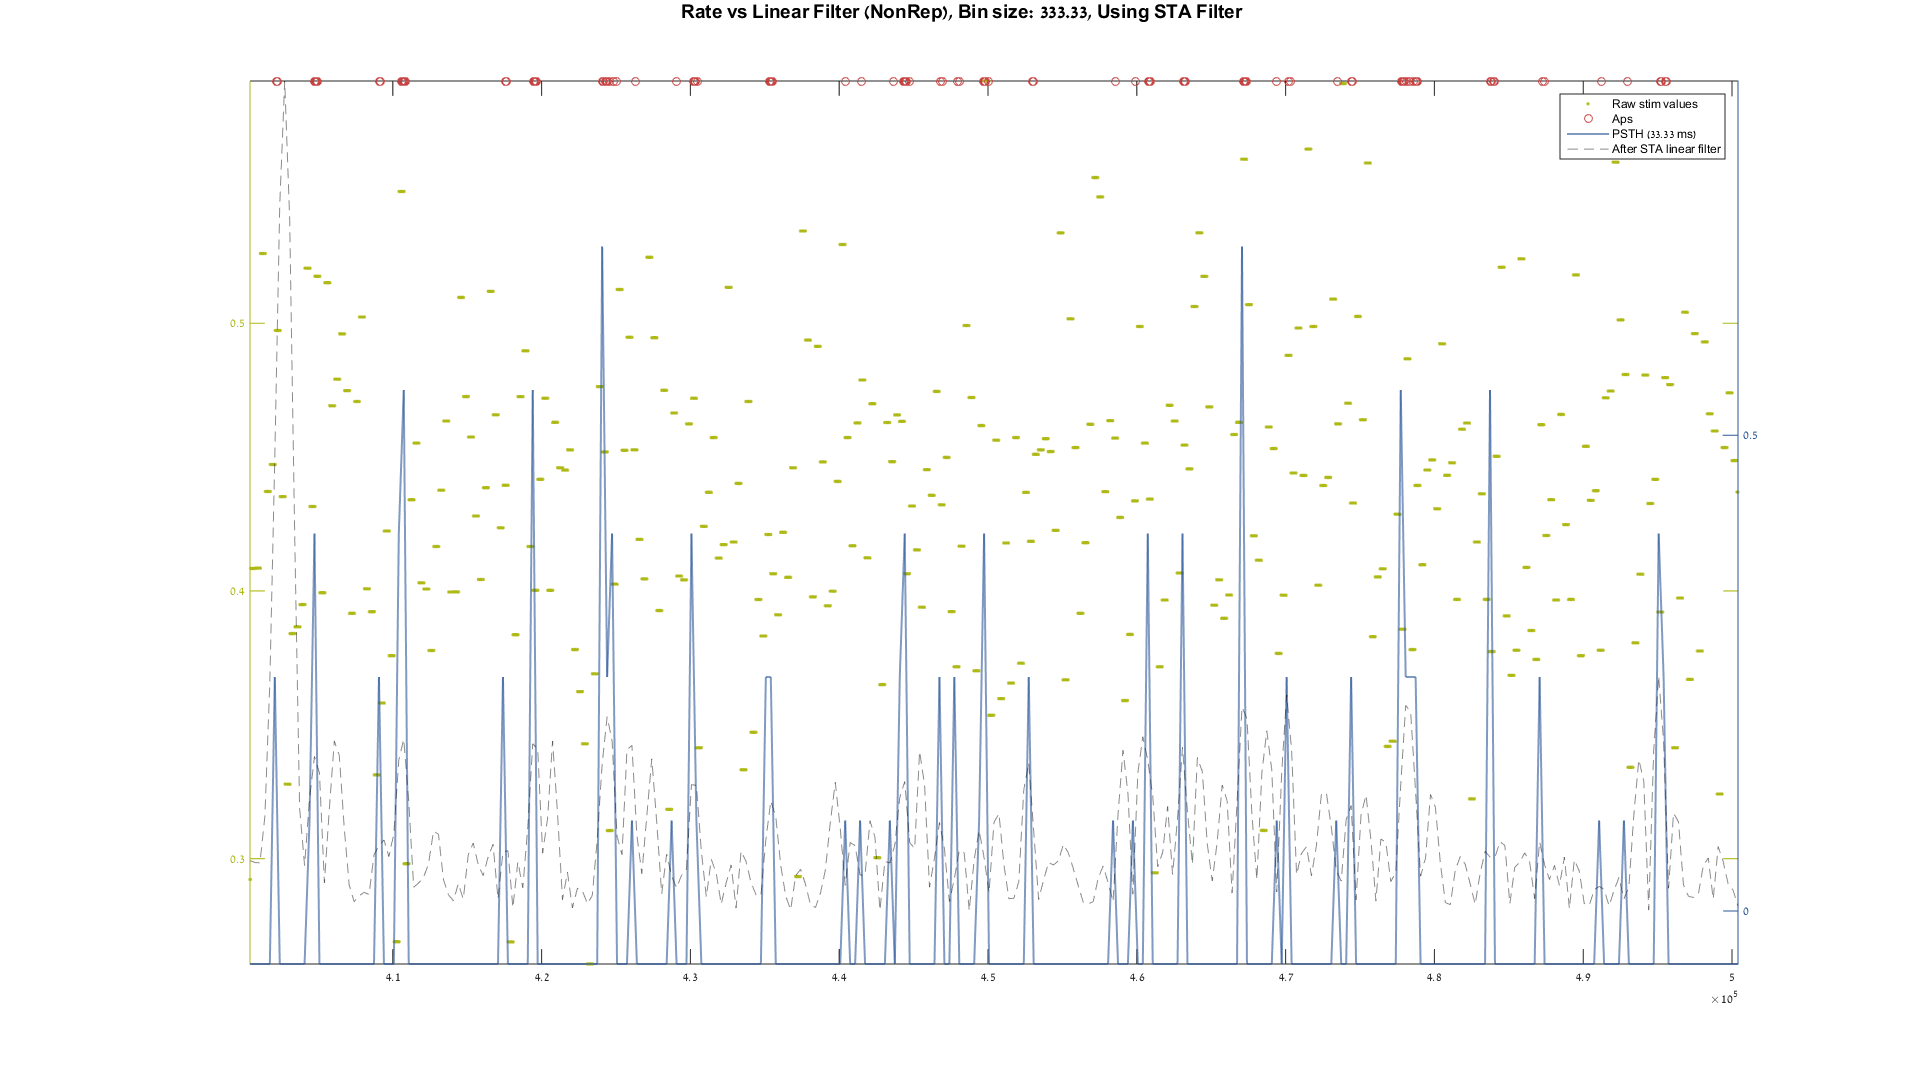 Rate vs Linear Filter (NonRep), Bin size: 333.33, Using STA Filter
Raw stim values
Aps
PSTH (33.33 ms)
After STA linear filter
0.5
0.4
0.3
0.5
0
4.1 4.2 4.3 4.4 4.5 4.6 4.7 4.8 4.9 5
×10⁵